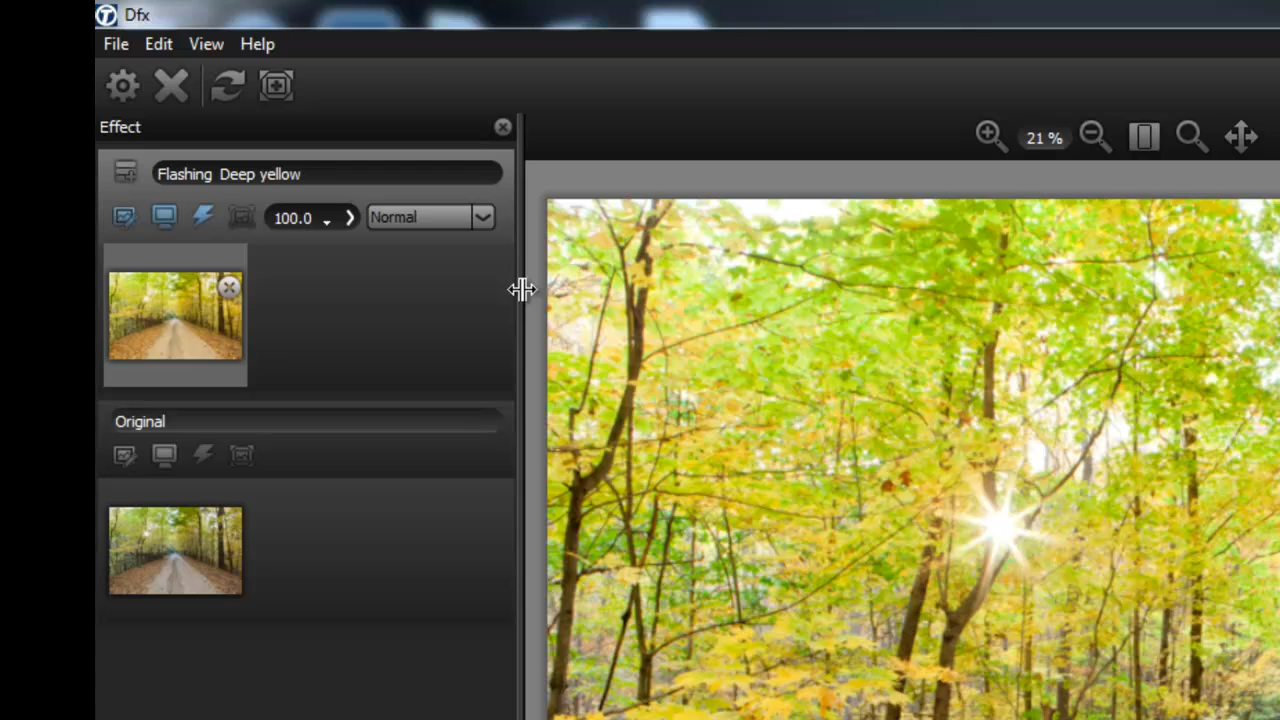 Dfx
File Edit View Help
Effect
21 %
Flashing Deep yellow
100.0 Normal
Original